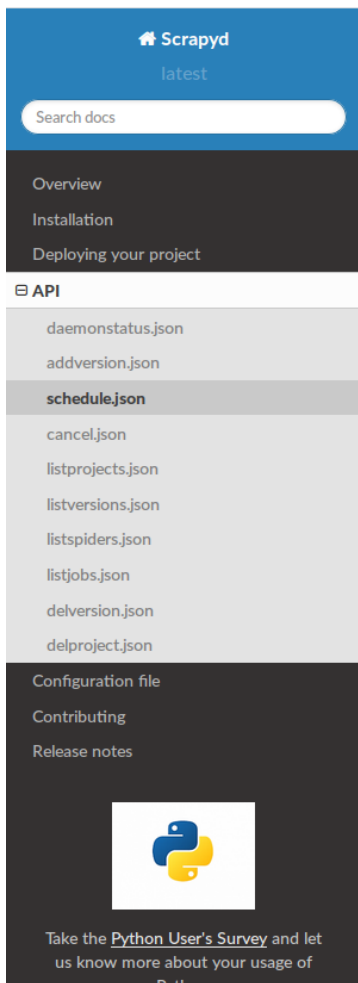 Scrapyd
latest
Search docs
Overview
Installation
Deploying your project
API
daemonstatus.json
addversion.json
schedule.json
cancel.json
listprojects.json
listversions.json
listspiders.json
listjobs.json
delversion.json
delproject.json
Configuration file
Contributing
Release notes
Take the Python User's Survey and let
us know more about your usage of